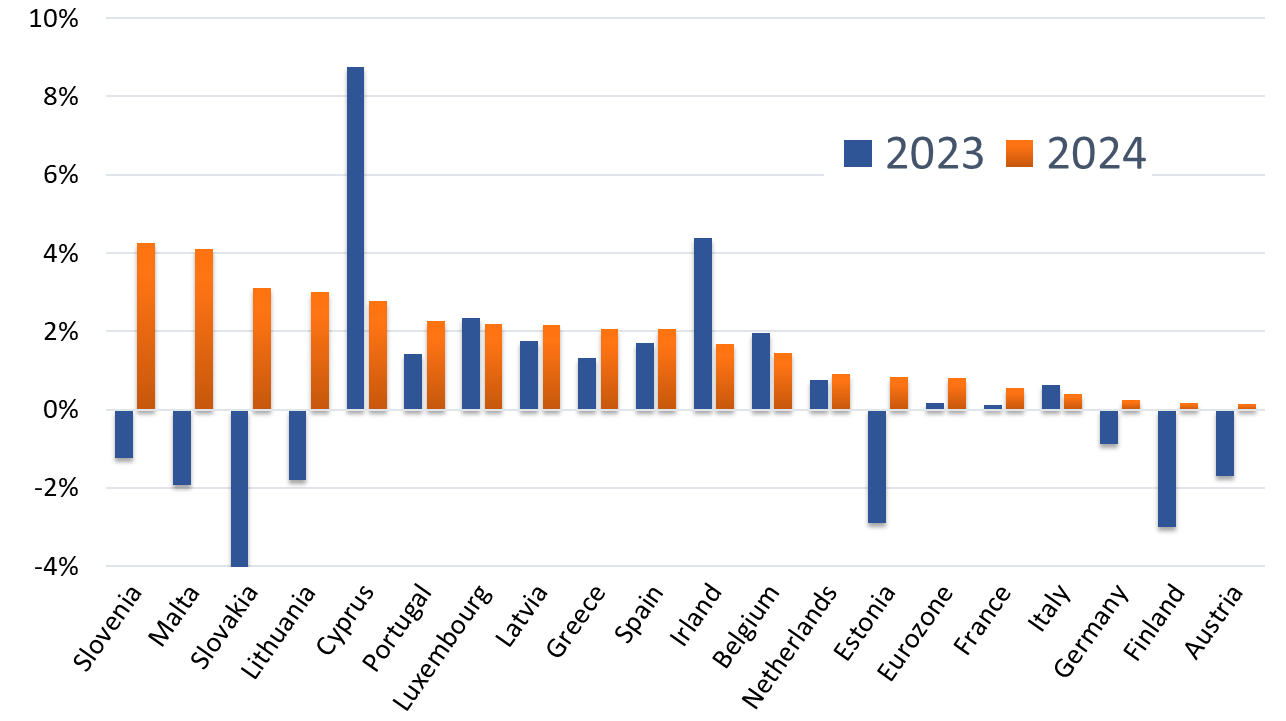 10%
8%
2023 2024
6%
4%
2%
0%
-2%
-4%
Slovenia
Malta
Slovakia
Lithuania
Cyprus
Portugal
Luxembourg
Latvia
Greece
Spain
Irland
Belgium
Netherlands
Estonia
Eurozone
France
Italy
Germany
Finland
Austria